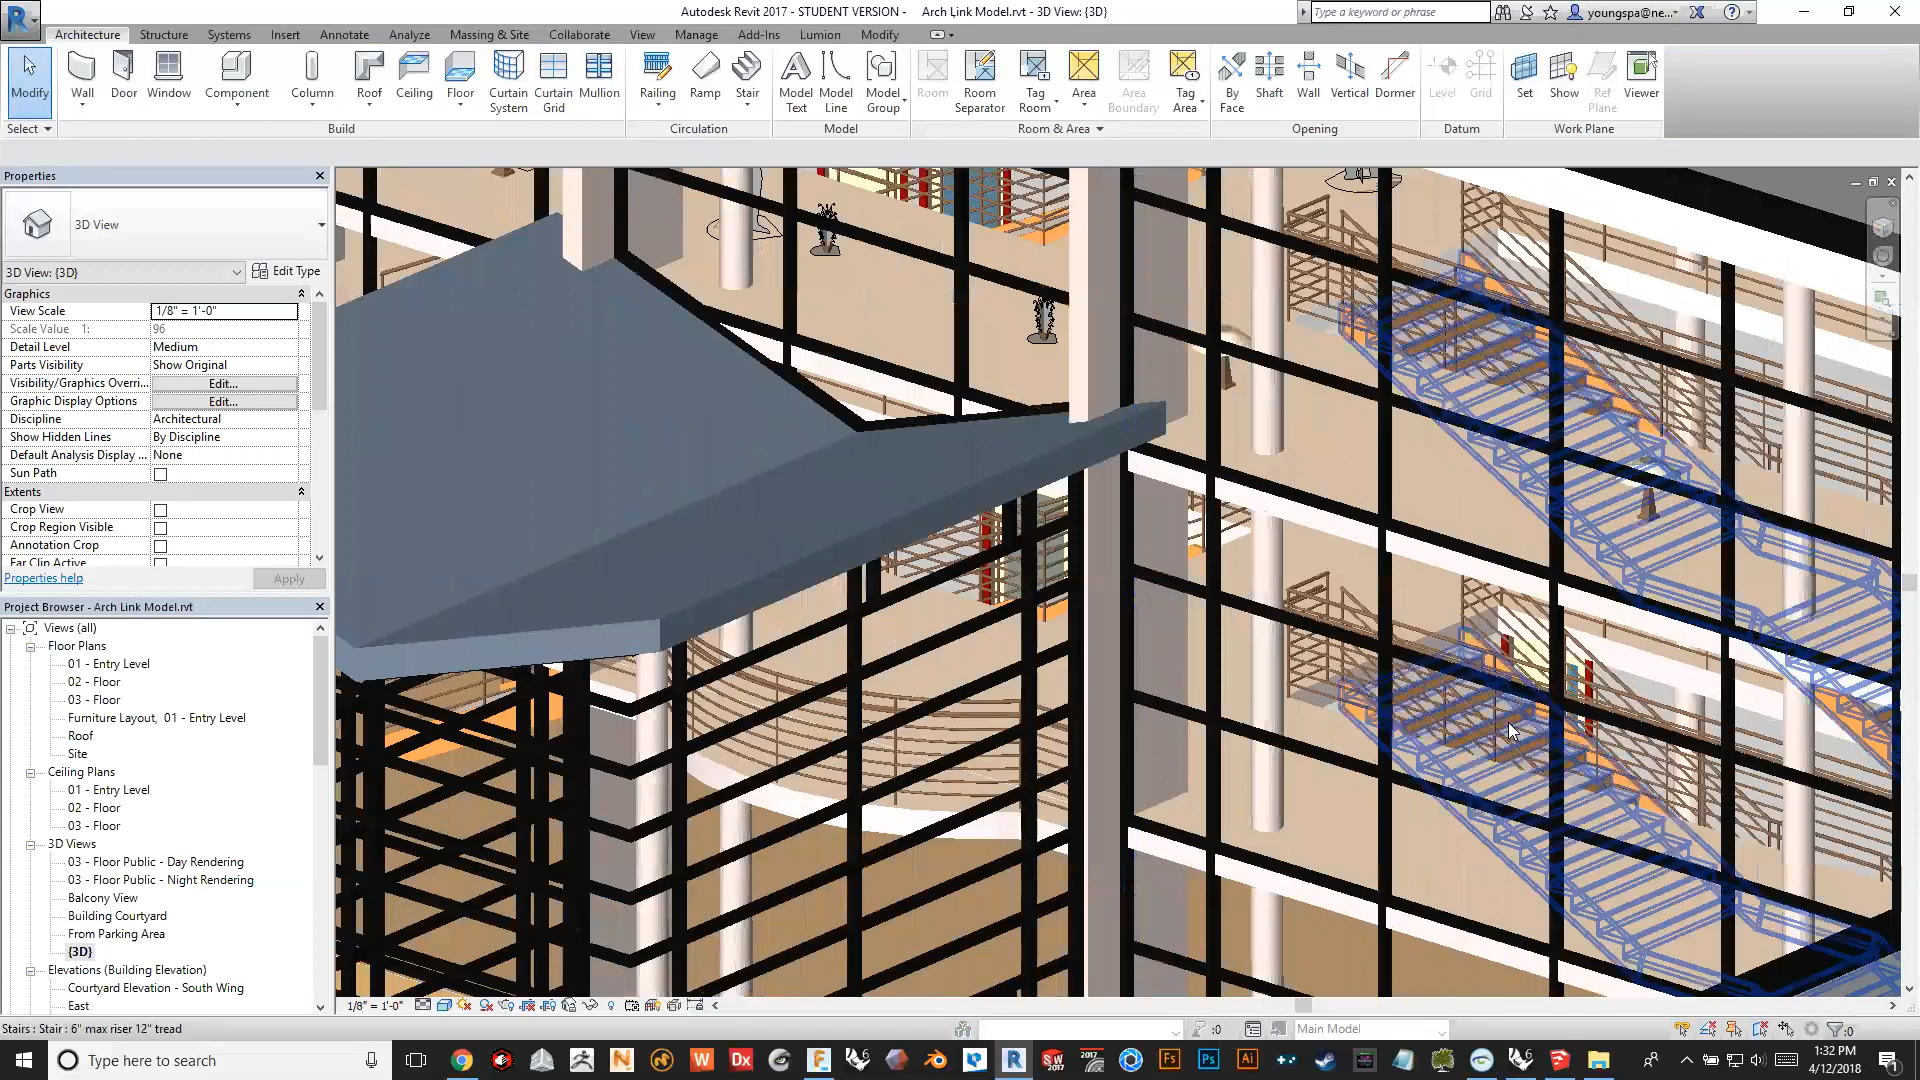 Autodesk Revit 2017 - STUDENT VERSION - Arch Link Model.rvt - 3D View: {3D}
Type a keyword or phrase
youngspa@ne...
Architecture Structure Systems Insert Annotate Analyze Massing & Site Collaborate View Manage Add-Ins Lumion Modify
Modify Wall Door Window Component Column Roof Ceiling Floor Curtain System Curtain Grid Mullion Railing Ramp Stair Model Text Model Line Model Group Room Room Separator Tag Room Area Area Boundary Tag Area By Face Shaft Wall Vertical Dormer Level Grid Set Show Ref Plane Viewer
Select Build Circulation Model Room & Area Opening Datum Work Plane
Properties
3D View
3D View: {3D} Edit Type
Graphics
View Scale 1/8" = 1'-0"
Scale Value 1: 96
Detail Level Medium
Parts Visibility Show Original
Visibility/Graphics Overri... Edit...
Graphic Display Options Edit...
Discipline Architectural
Show Hidden Lines By Discipline
Default Analysis Display ... None
Sun Path
Extents
Crop View
Crop Region Visible
Annotation Crop
Far Clip Active
Properties help Apply
Project Browser - Arch Link Model.rvt
Views (all)
Floor Plans
01 - Entry Level
02 - Floor
03 - Floor
Furniture Layout, 01 - Entry Level
Roof
Site
Ceiling Plans
01 - Entry Level
02 - Floor
03 - Floor
3D Views
03 - Floor Public - Day Rendering
03 - Floor Public - Night Rendering
Balcony View
Building Courtyard
From Parking Area
{3D}
Elevations (Building Elevation)
Courtyard Elevation - South Wing
East
1/8" = 1'-0"
Stairs : Stair : 6" max riser 12" tread
:0
Main Model
:0
Type here to search
W
Dx
R
SW 2017
2017
Fs
Ps
Ai
1:32 PM
4/12/2018
1